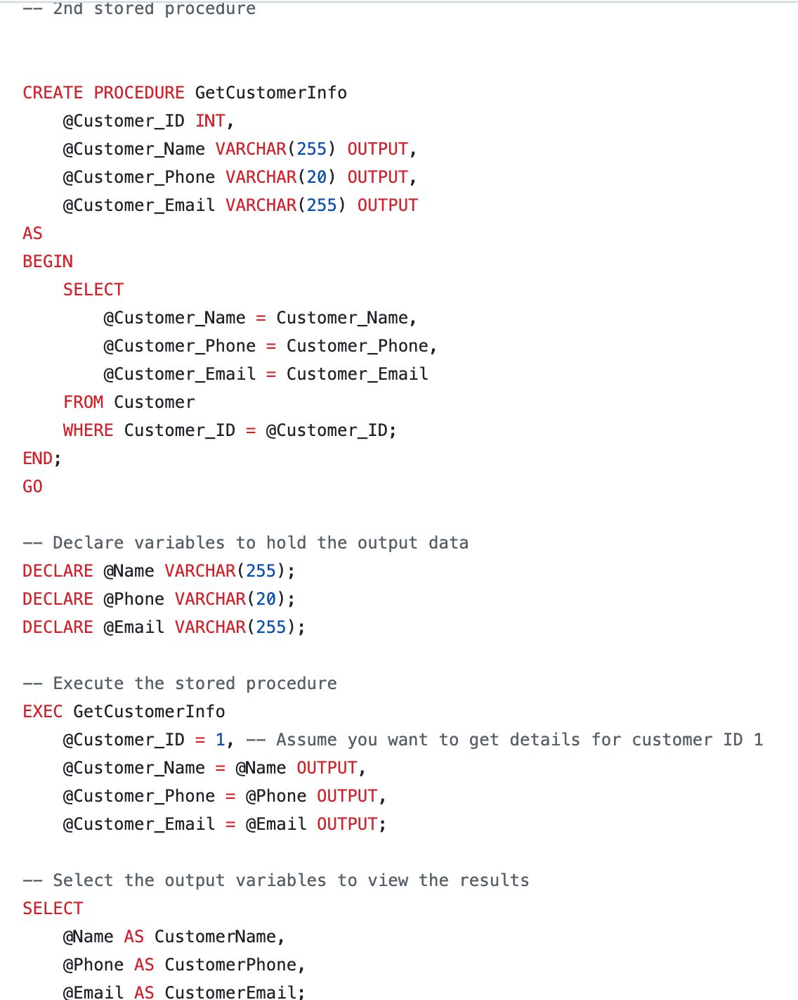 -- 2nd stored procedure
CREATE PROCEDURE GetCustomerInfo
    @Customer_ID INT,
    @Customer_Name VARCHAR(255) OUTPUT,
    @Customer_Phone VARCHAR(20) OUTPUT,
    @Customer_Email VARCHAR(255) OUTPUT
AS
BEGIN
    SELECT
        @Customer_Name = Customer_Name,
        @Customer_Phone = Customer_Phone,
        @Customer_Email = Customer_Email
    FROM Customer
    WHERE Customer_ID = @Customer_ID;
END;
GO
-- Declare variables to hold the output data
DECLARE @Name VARCHAR(255);
DECLARE @Phone VARCHAR(20);
DECLARE @Email VARCHAR(255);
-- Execute the stored procedure
EXEC GetCustomerInfo
    @Customer_ID = 1, -- Assume you want to get details for customer ID 1
    @Customer_Name = @Name OUTPUT,
    @Customer_Phone = @Phone OUTPUT,
    @Customer_Email = @Email OUTPUT;
-- Select the output variables to view the results
SELECT
    @Name AS CustomerName,
    @Phone AS CustomerPhone,
    @Email AS CustomerEmail;